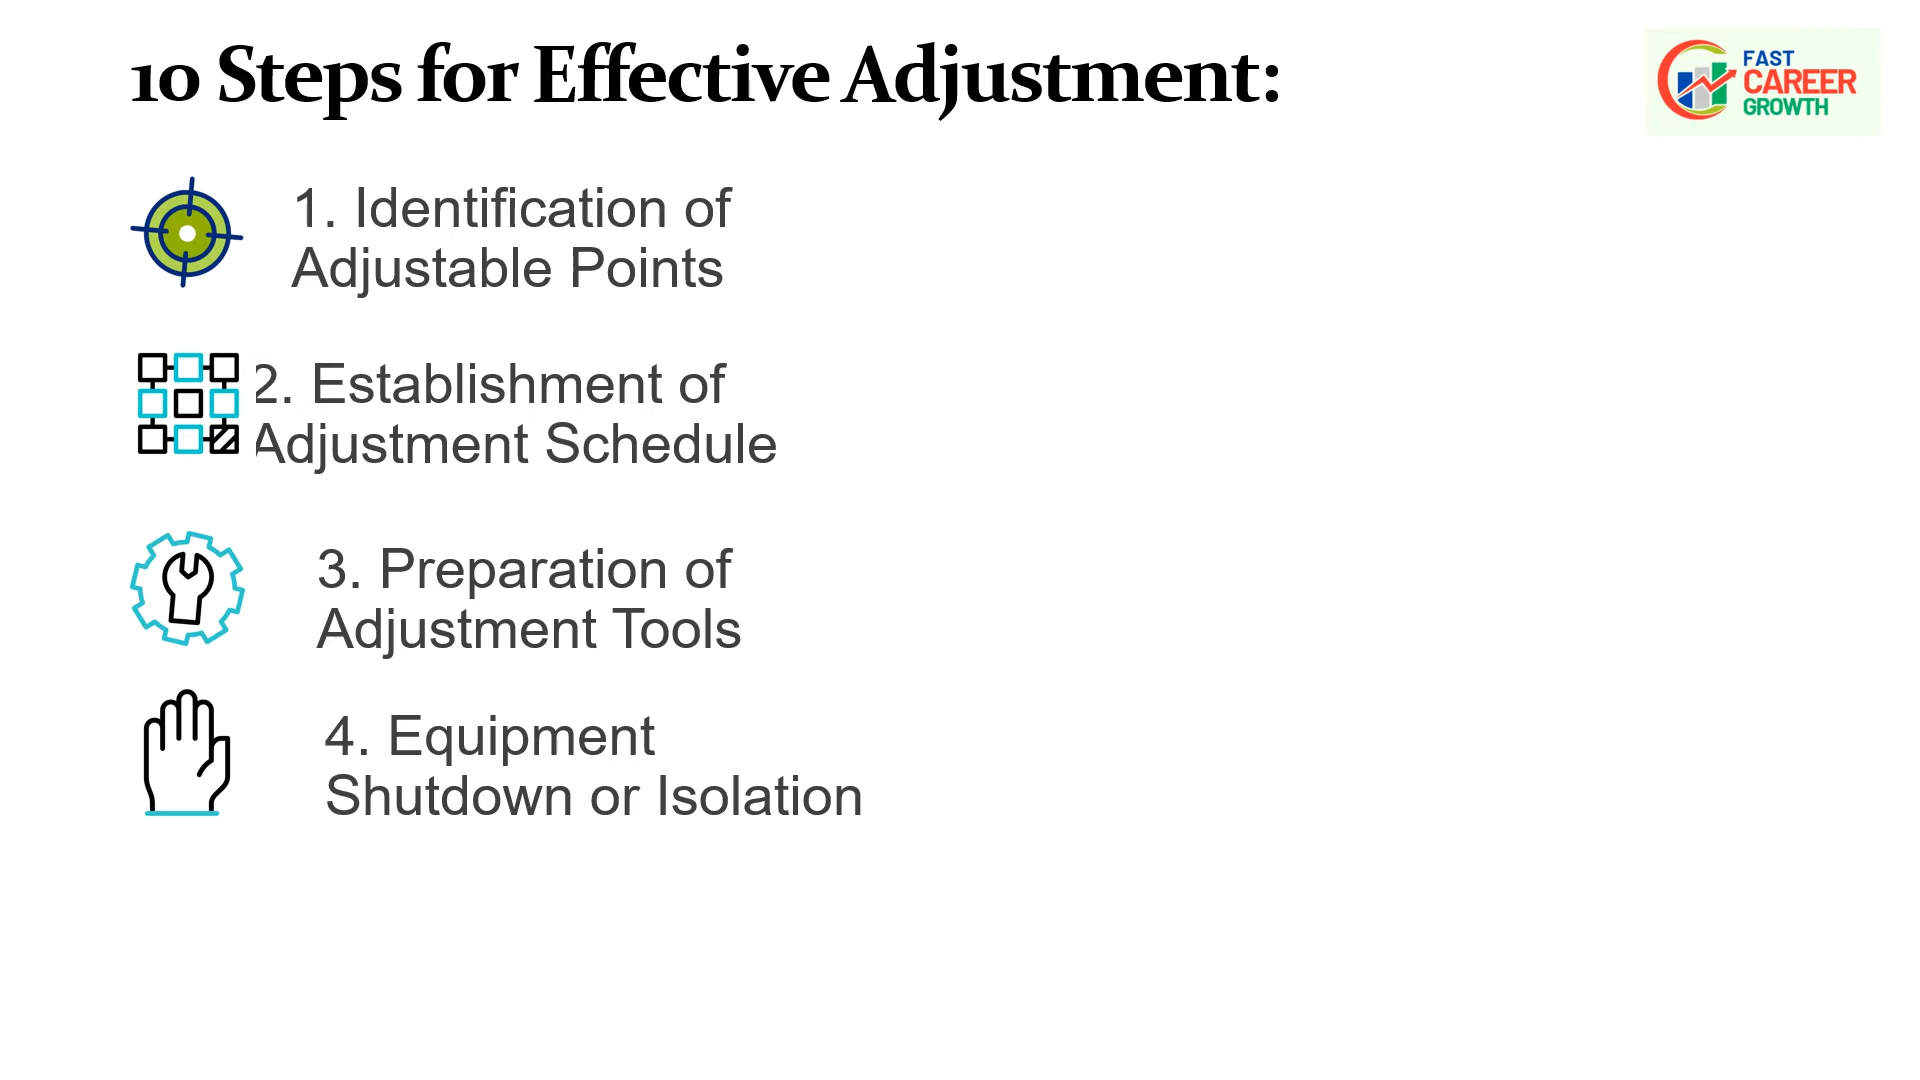 10 Steps for Effective Adjustment:
FAST
CAREER
GROWTH
1. Identification of
Adjustable Points
2. Establishment of
Adjustment Schedule
3. Preparation of
Adjustment Tools
4. Equipment
Shutdown or Isolation